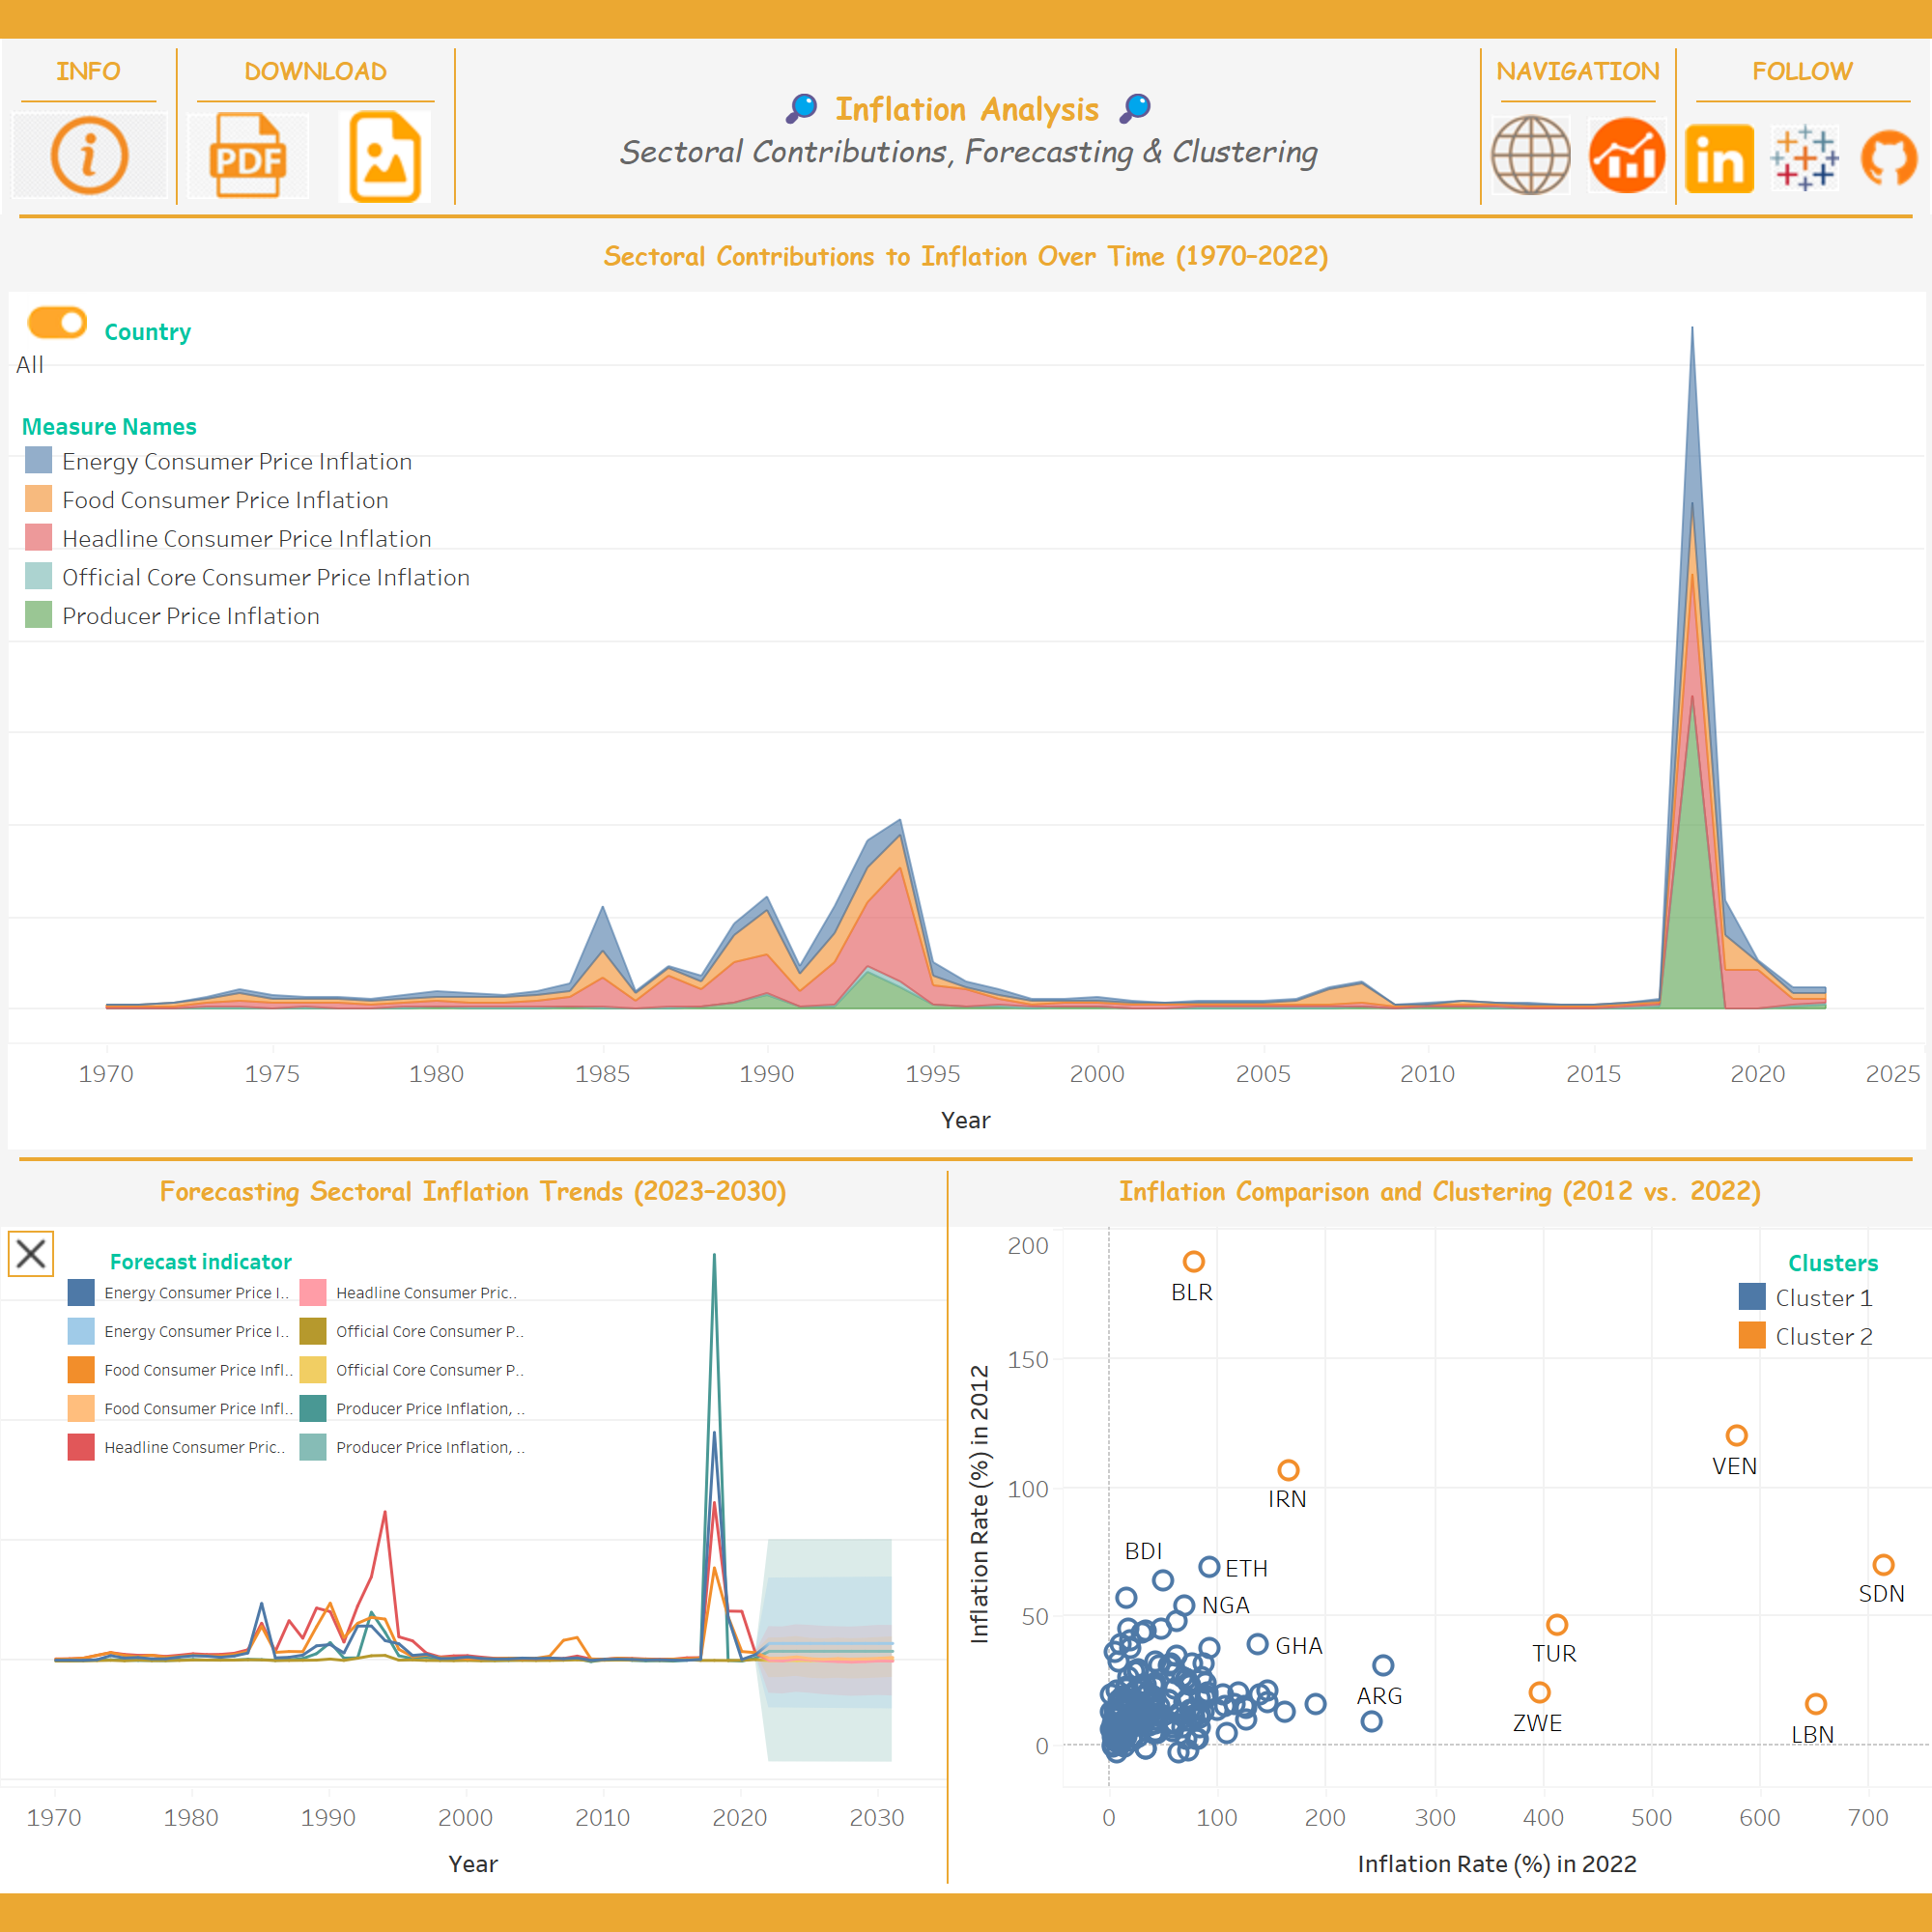 INFO
DOWNLOAD
NAVIGATION
FOLLOW
i
PDF
in
Inflation Analysis
Sectoral Contributions, Forecasting & Clustering
Sectoral Contributions to Inflation Over Time (1970–2022)
Country
All
Measure Names
Energy Consumer Price Inflation
Food Consumer Price Inflation
Headline Consumer Price Inflation
Official Core Consumer Price Inflation
Producer Price Inflation
1970 1975 1980 1985 1990 1995 2000 2005 2010 2015 2020 2025
Year
Forecasting Sectoral Inflation Trends (2023–2030)
Forecast indicator
Energy Consumer Price I..
Energy Consumer Price I..
Food Consumer Price Infl..
Food Consumer Price Infl..
Headline Consumer Pric..
Headline Consumer Pric..
Official Core Consumer P..
Official Core Consumer P..
Producer Price Inflation, ..
Producer Price Inflation, ..
1970 1980 1990 2000 2010 2020 2030
Year
Inflation Comparison and Clustering (2012 vs. 2022)
Clusters
Cluster 1
Cluster 2
Inflation Rate (%) in 2012
200
150
100
50
0
BLR
VEN
IRN
BDI
ETH
SDN
NGA
GHA
TUR
ARG
ZWE
LBN
0 100 200 300 400 500 600 700
Inflation Rate (%) in 2022